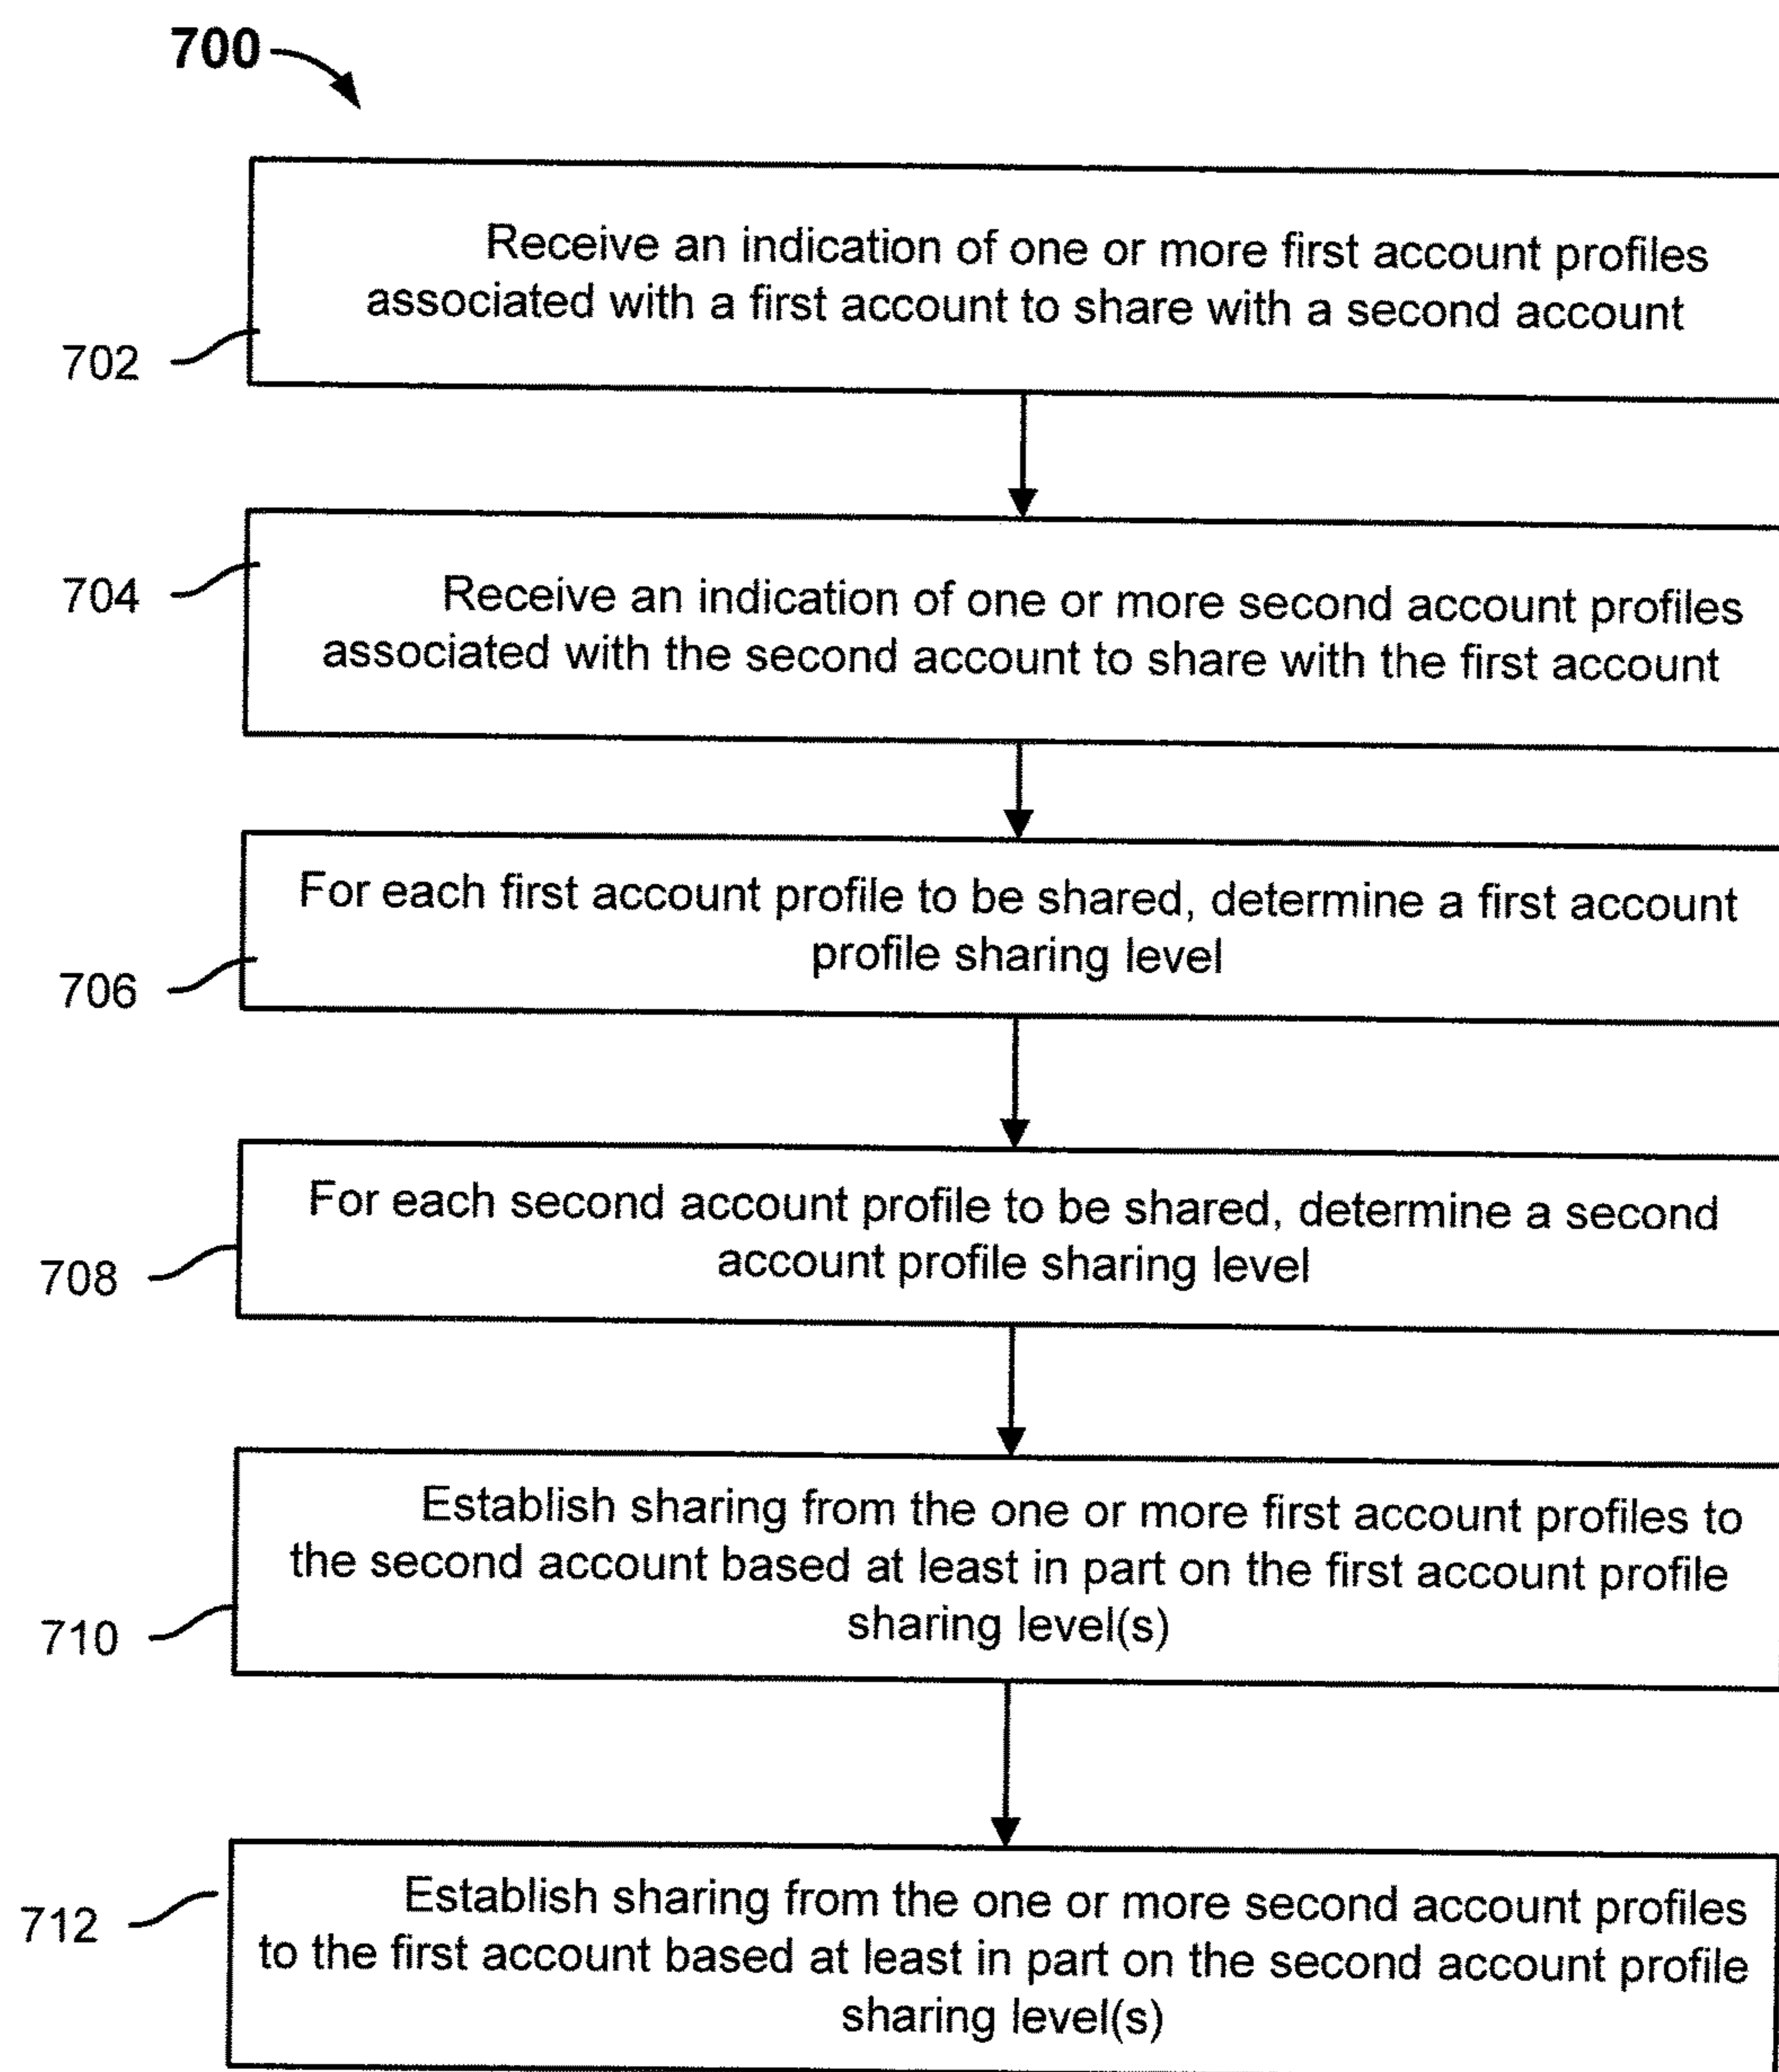 700
Receive an indication of one or more first account profiles
associated with a first account to share with a second account
702
704
Receive an indication of one or more second account profiles
associated with the second account to share with the first account
For each first account profile to be shared, determine a first account
profile sharing level
706
For each second account profile to be shared, determine a second
account profile sharing level
708
Establish sharing from the one or more first account profiles to
the second account based at least in part on the first account profile
sharing level(s)
710
712
Establish sharing from the one or more second account profiles
to the first account based at least in part on the second account profile
sharing level(s)